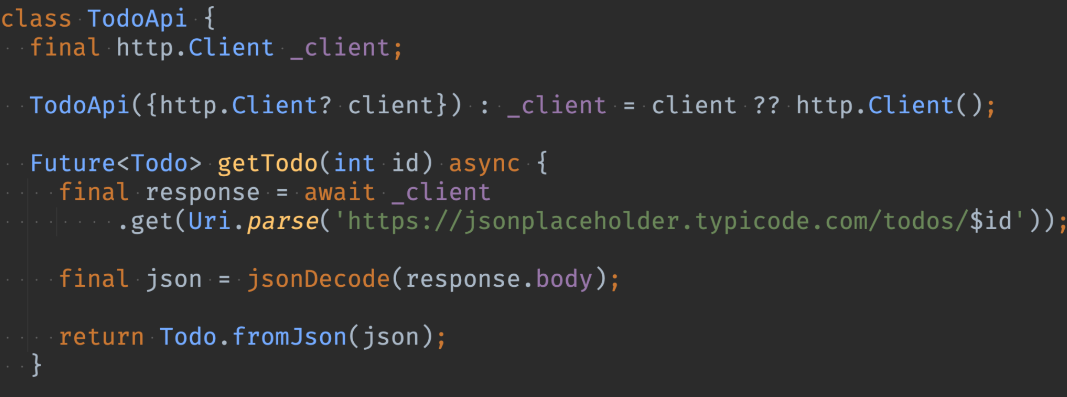 class TodoApi {
  final http.Client _client;

  TodoApi({http.Client? client}) : _client = client ?? http.Client();

  Future<Todo> getTodo(int id) async {
    final response = await _client
        .get(Uri.parse('https://jsonplaceholder.typicode.com/todos/$id'));

    final json = jsonDecode(response.body);

    return Todo.fromJson(json);
  }